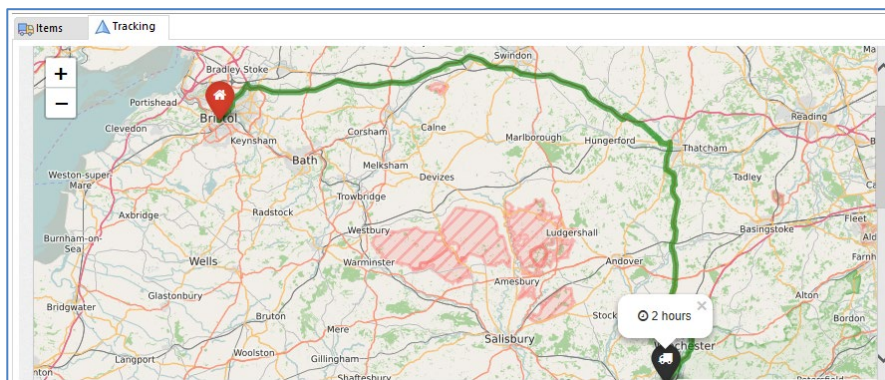 Items
Tracking
+
−
Swindon
Bradley Stoke
Portishead
Bristol
Reading
Clevedon
Calne
Marlborough
Hungerford
Keynsham
Corsham
Thatcham
Bath
Weston-super
Mare
Melksham
Devizes
Tadley
Trowbridge
Axbridge
Radstock
Fleet
Westbury
Ludgershall
Basingstoke
Burnham-on-
Sea
Wells
Warminster
Andover
Amesbury
Glastonbury
Alton
Bridgwater
Bruton
2 hours
×
Stock
Bordon
Mere
Salisbury
chester
Langport
Woolston
Gillingham
Shaftesbury